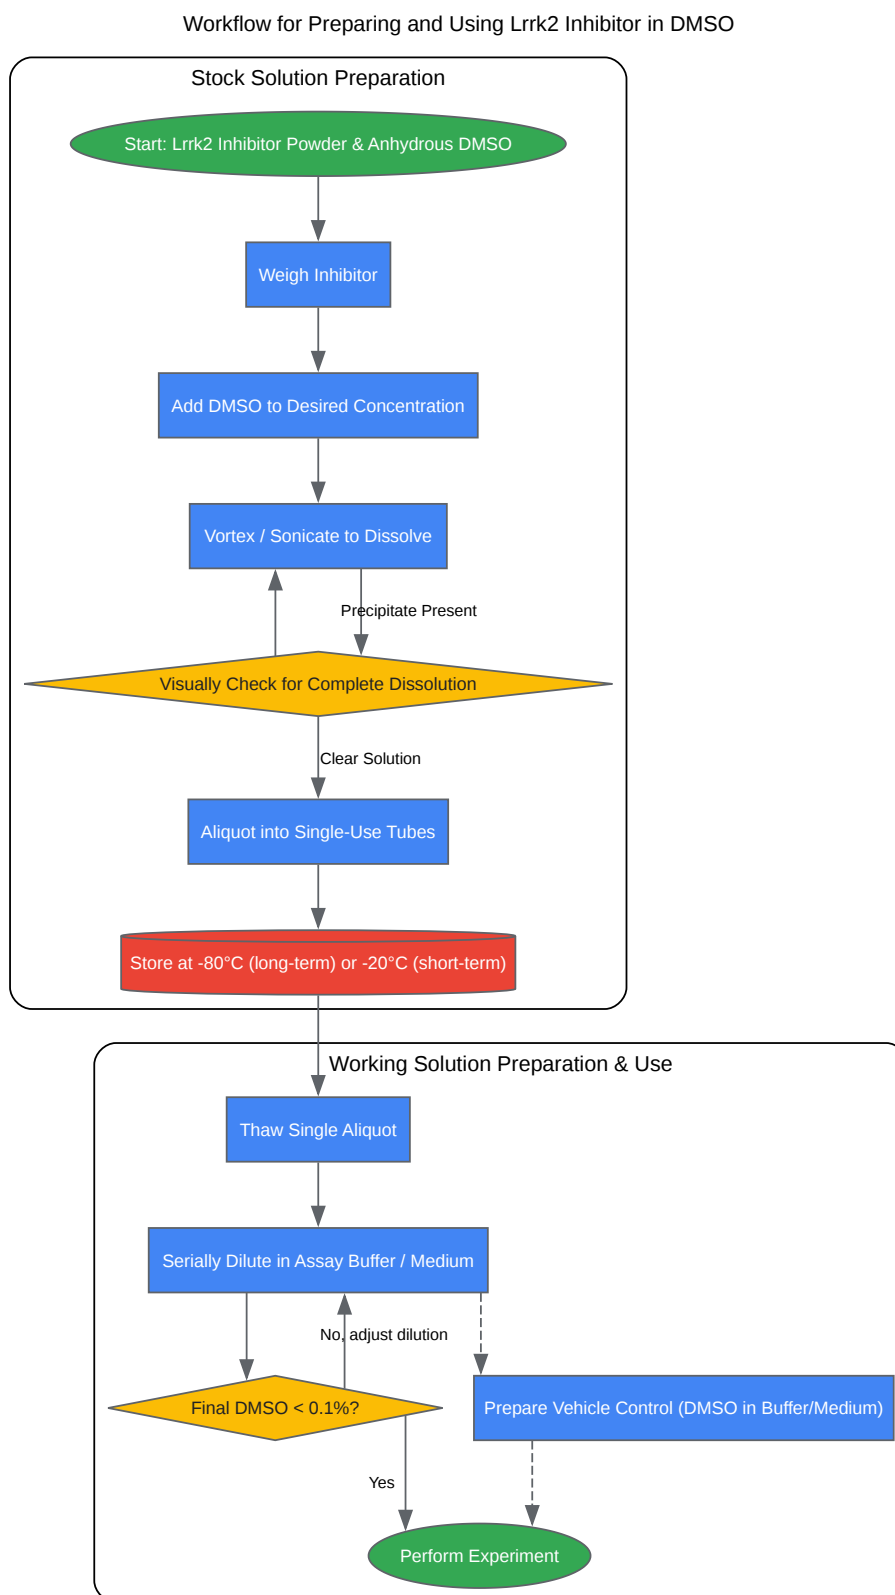 Workflow for Preparing and Using Lrrk2 Inhibitor in DMSO
Stock Solution Preparation
Start: Lrrk2 Inhibitor Powder & Anhydrous DMSO
Weigh Inhibitor
Add DMSO to Desired Concentration
Vortex / Sonicate to Dissolve
Precipitate Present
Visually Check for Complete Dissolution
Clear Solution
Aliquot into Single-Use Tubes
Store at -80°C (long-term) or -20°C (short-term)
Working Solution Preparation & Use
Thaw Single Aliquot
Serially Dilute in Assay Buffer / Medium
No, adjust dilution
Final DMSO < 0.1%?
Prepare Vehicle Control (DMSO in Buffer/Medium)
Yes
Perform Experiment